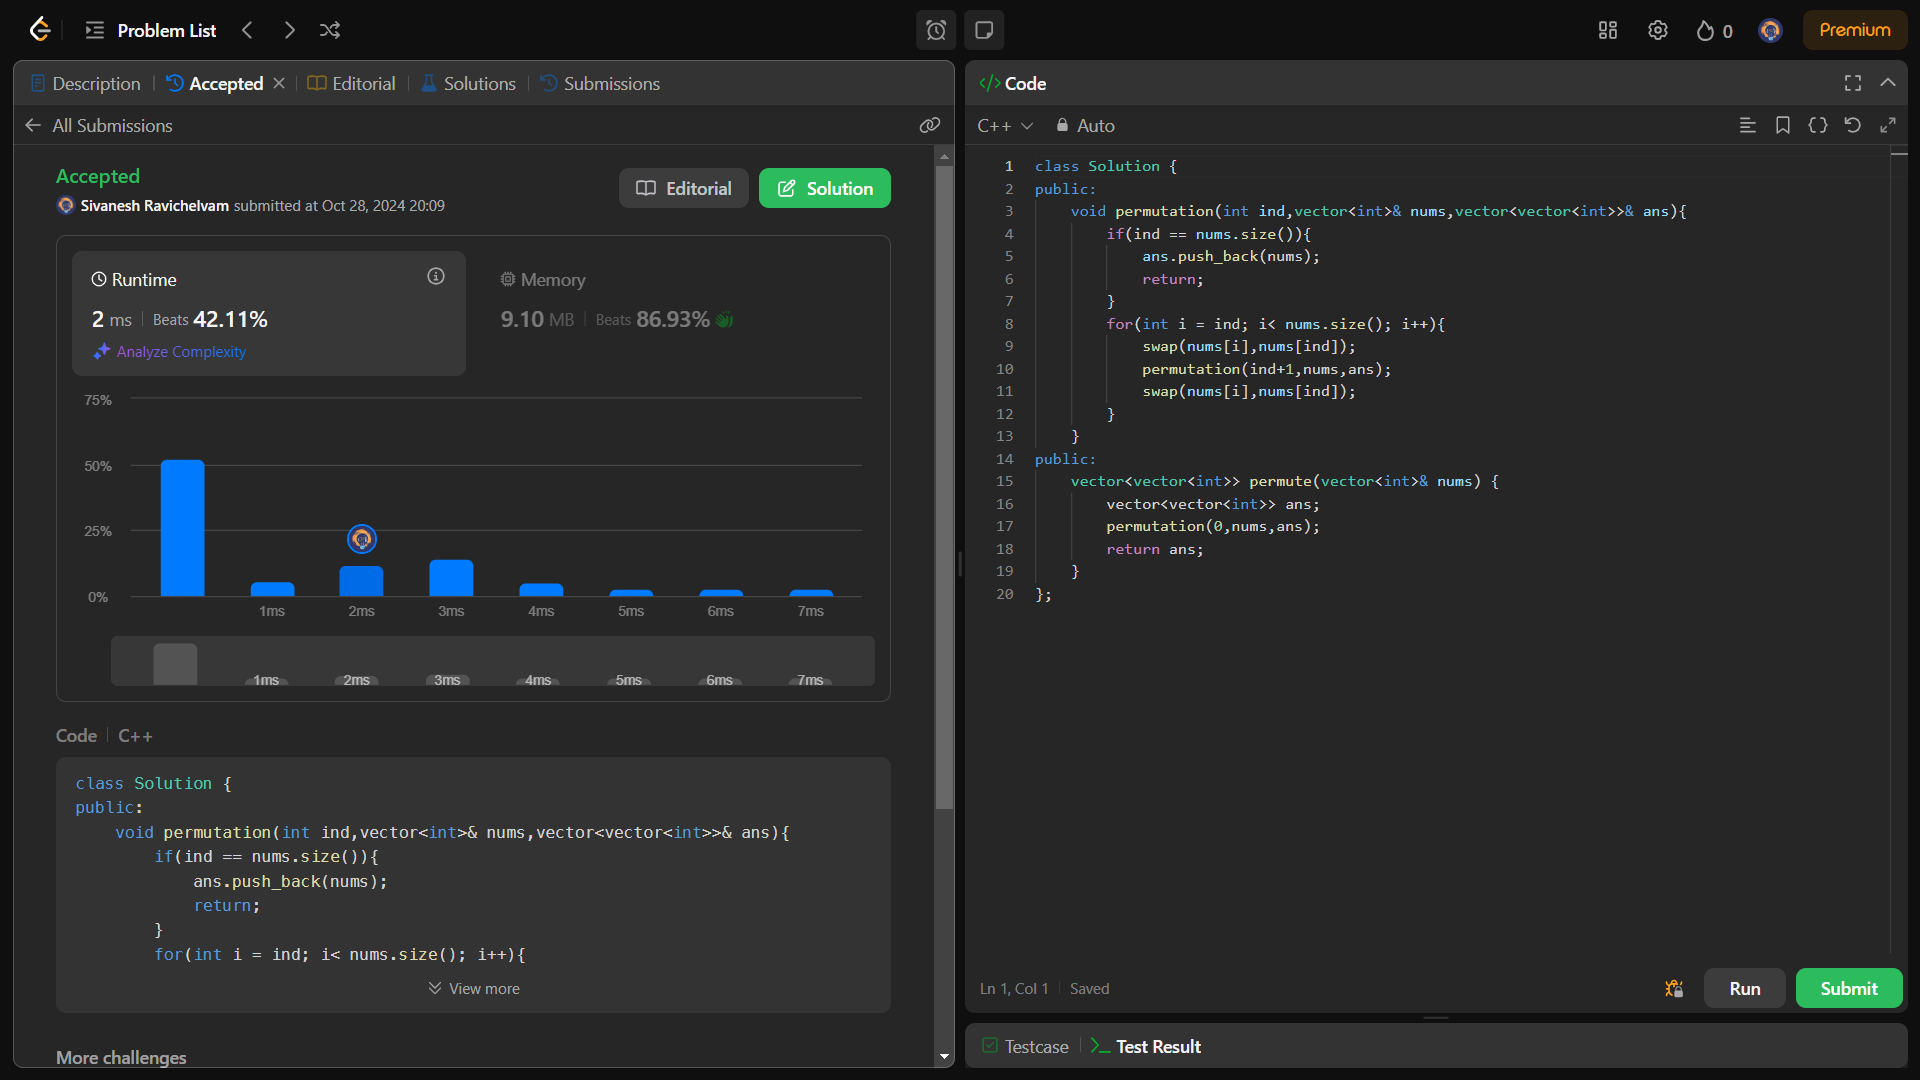 Problem List
0
Premium
Description
Accepted
Editorial
Solutions
Submissions
All Submissions
Accepted
Sivanesh Ravichelvam submitted at Oct 28, 2024 20:09
Editorial
Solution
Runtime
2 ms
Beats 42.11%
Analyze Complexity
Memory
9.10 MB
Beats 86.93%
75%
50%
25%
0%
1ms
2ms
3ms
4ms
5ms
6ms
7ms
1ms
2ms
3ms
4ms
5ms
6ms
7ms
Code
C++
class Solution {
public:
    void permutation(int ind,vector<int>& nums,vector<vector<int>>& ans){
        if(ind == nums.size()){
            ans.push_back(nums);
            return;
        }
        for(int i = ind; i< nums.size(); i++){
View more
More challenges
Code
C++
Auto
1 class Solution {
2 public:
3     void permutation(int ind,vector<int>& nums,vector<vector<int>>& ans){
4         if(ind == nums.size()){
5             ans.push_back(nums);
6             return;
7         }
8         for(int i = ind; i< nums.size(); i++){
9             swap(nums[i],nums[ind]);
10             permutation(ind+1,nums,ans);
11             swap(nums[i],nums[ind]);
12         }
13     }
14 public:
15     vector<vector<int>> permute(vector<int>& nums) {
16         vector<vector<int>> ans;
17         permutation(0,nums,ans);
18         return ans;
19     }
20 };
Ln 1, Col 1
Saved
Run
Submit
Testcase
Test Result